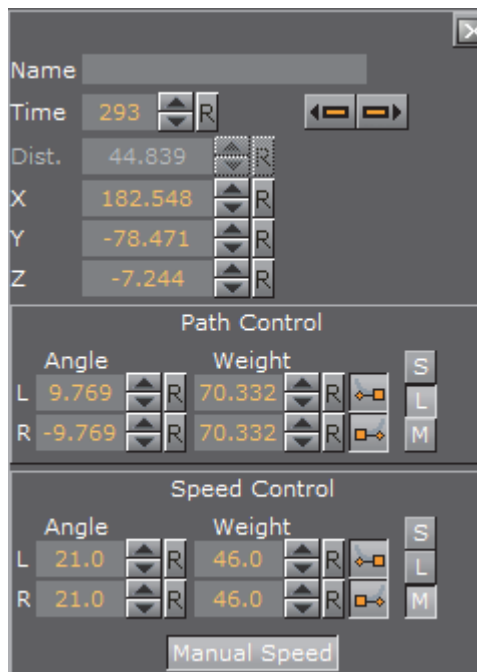 Name
Time 293 R
Dist. 44.839 R
X 182.548 R
Y -78.471 R
Z -7.244 R
Path Control
Angle Weight S
L 9.769 R 70.332 R L
R -9.769 R 70.332 R M
Speed Control
Angle Weight S
L 21.0 R 46.0 R L
R 21.0 R 46.0 R M
Manual Speed